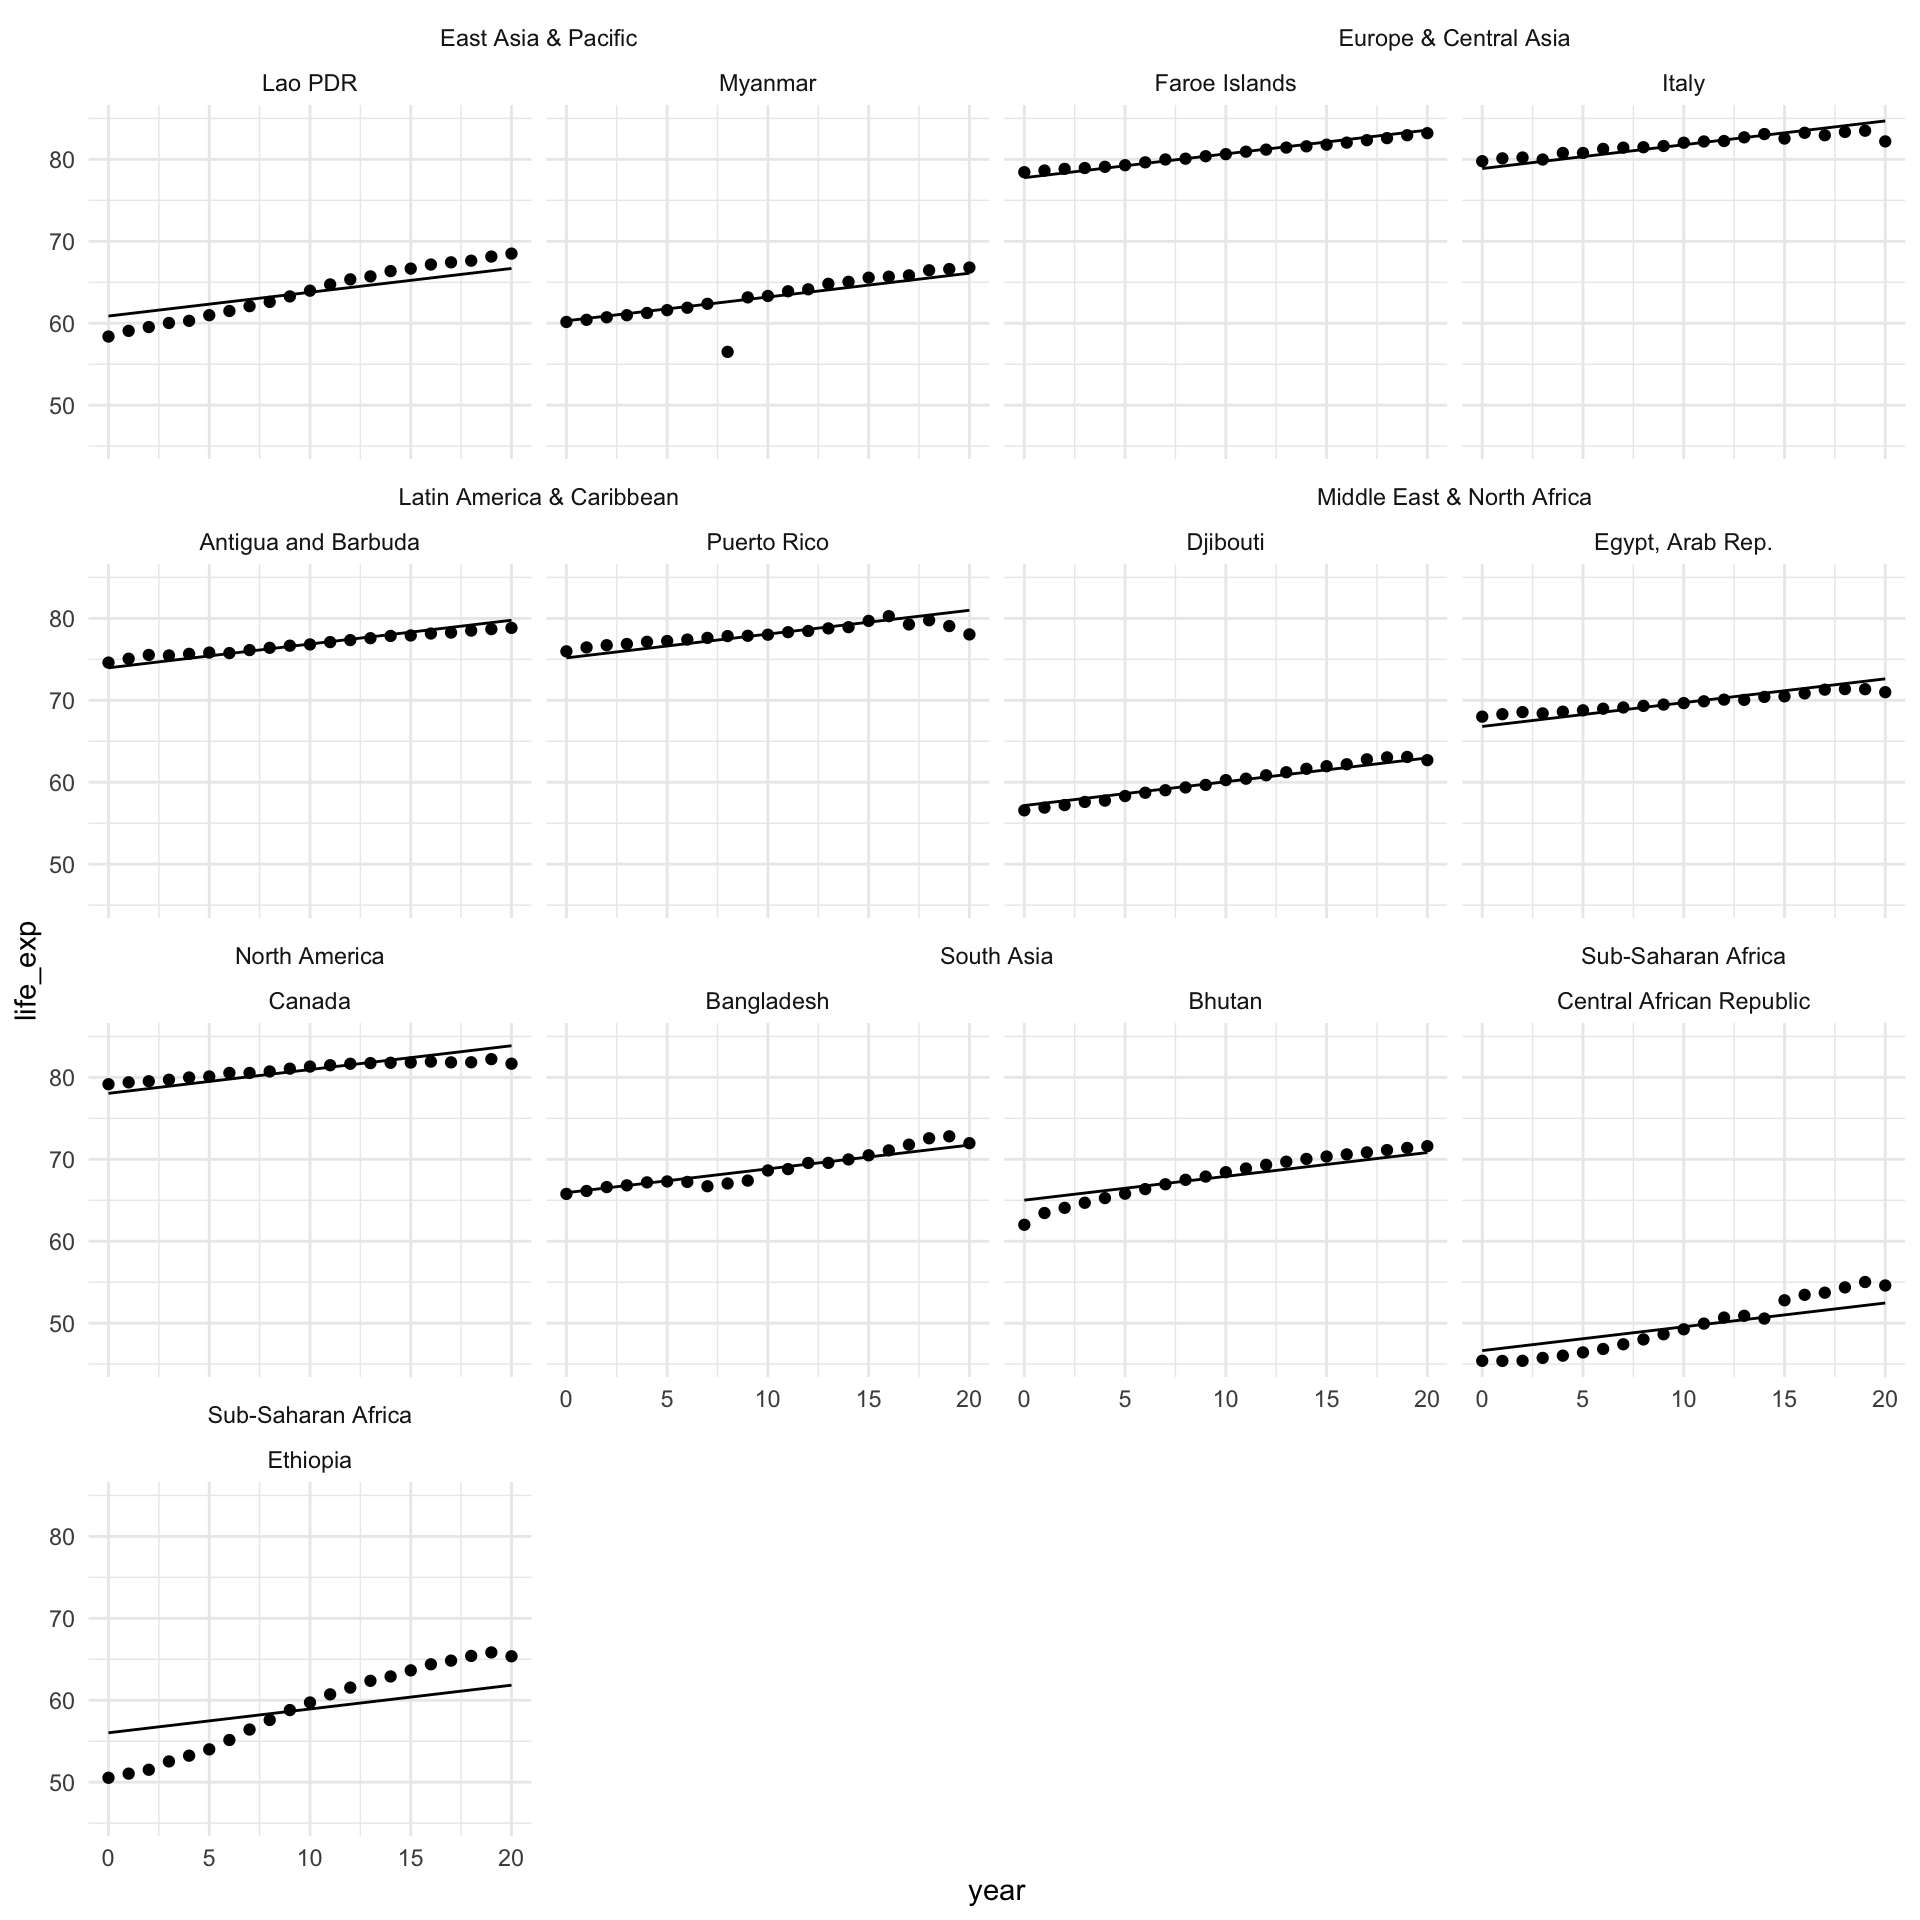 East Asia & Pacific Europe & Central Asia
Lao PDR Myanmar Faroe Islands Italy
80
70
60
50
Latin America & Caribbean Middle East & North Africa
Antigua and Barbuda Puerto Rico Djibouti Egypt, Arab Rep.
80
70
60
50
life_exp
North America South Asia Sub-Saharan Africa
Canada Bangladesh Bhutan Central African Republic
80
70
60
50
0 5 10 15 20 0 5 10 15 20 0 5 10 15 20
Sub-Saharan Africa
Ethiopia
80
70
60
50
0 5 10 15 20
year